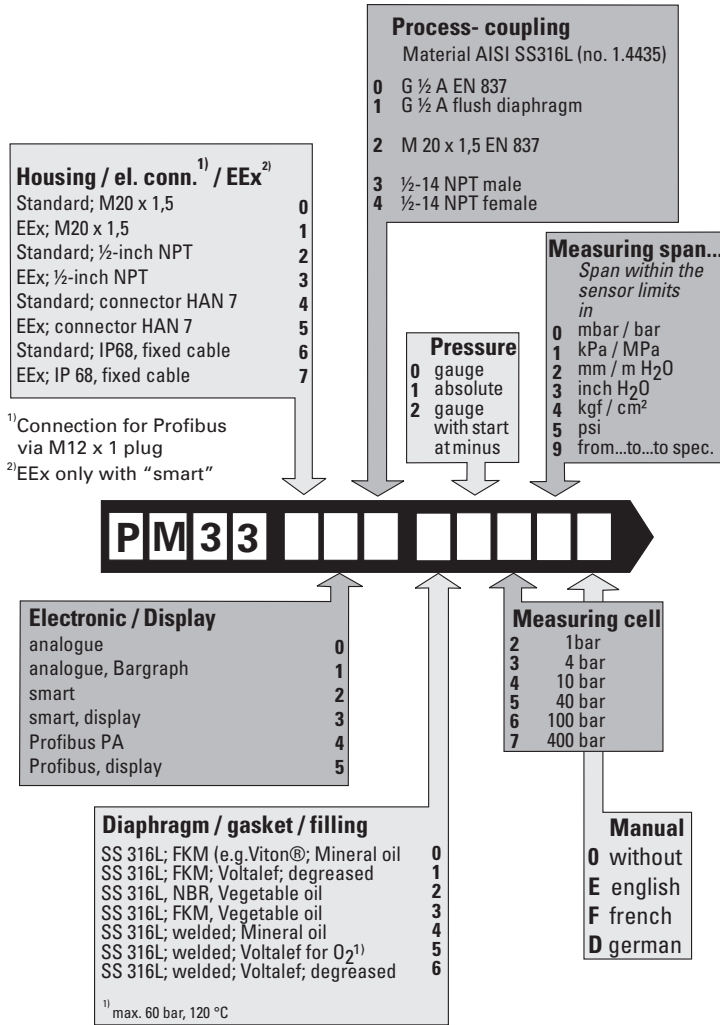 Process- coupling
Material AISI SS316L (no. 1.4435)
0 G ½ A EN 837
1 G ½ A flush diaphragm
2 M 20 x 1,5 EN 837
3 ½-14 NPT male
4 ½-14 NPT female
Housing / el. conn.¹⁾ / EEx²⁾
Standard; M20 x 1,5 0
EEx; M20 x 1,5 1
Standard; ½-inch NPT 2
EEx; ½-inch NPT 3
Standard; connector HAN 7 4
EEx; connector HAN 7 5
Standard; IP68, fixed cable 6
EEx; IP 68, fixed cable 7
¹⁾Connection for Profibus
via M12 x 1 plug
²⁾EEx only with “smart”
Pressure
0 gauge
1 absolute
2 gauge
with start
at minus
Measuring span...
Span within the
sensor limits
in
0 mbar / bar
1 kPa / MPa
2 mm / m H₂O
3 inch H₂O
4 kgf / cm²
5 psi
9 from...to...to spec.
PM33
Electronic / Display
analogue 0
analogue, Bargraph 1
smart 2
smart, display 3
Profibus PA 4
Profibus, display 5
Measuring cell
2 1bar
3 4 bar
4 10 bar
5 40 bar
6 100 bar
7 400 bar
Diaphragm / gasket / filling
SS 316L; FKM (e.g.Viton®; Mineral oil 0
SS 316L; FKM; Voltalef; degreased 1
SS 316L, NBR, Vegetable oil 2
SS 316L; FKM, Vegetable oil 3
SS 316L; welded; Mineral oil 4
SS 316L; welded; Voltalef for O₂¹⁾ 5
SS 316L; welded; Voltalef; degreased 6
¹⁾ max. 60 bar, 120 °C
Manual
0 without
E english
F french
D german